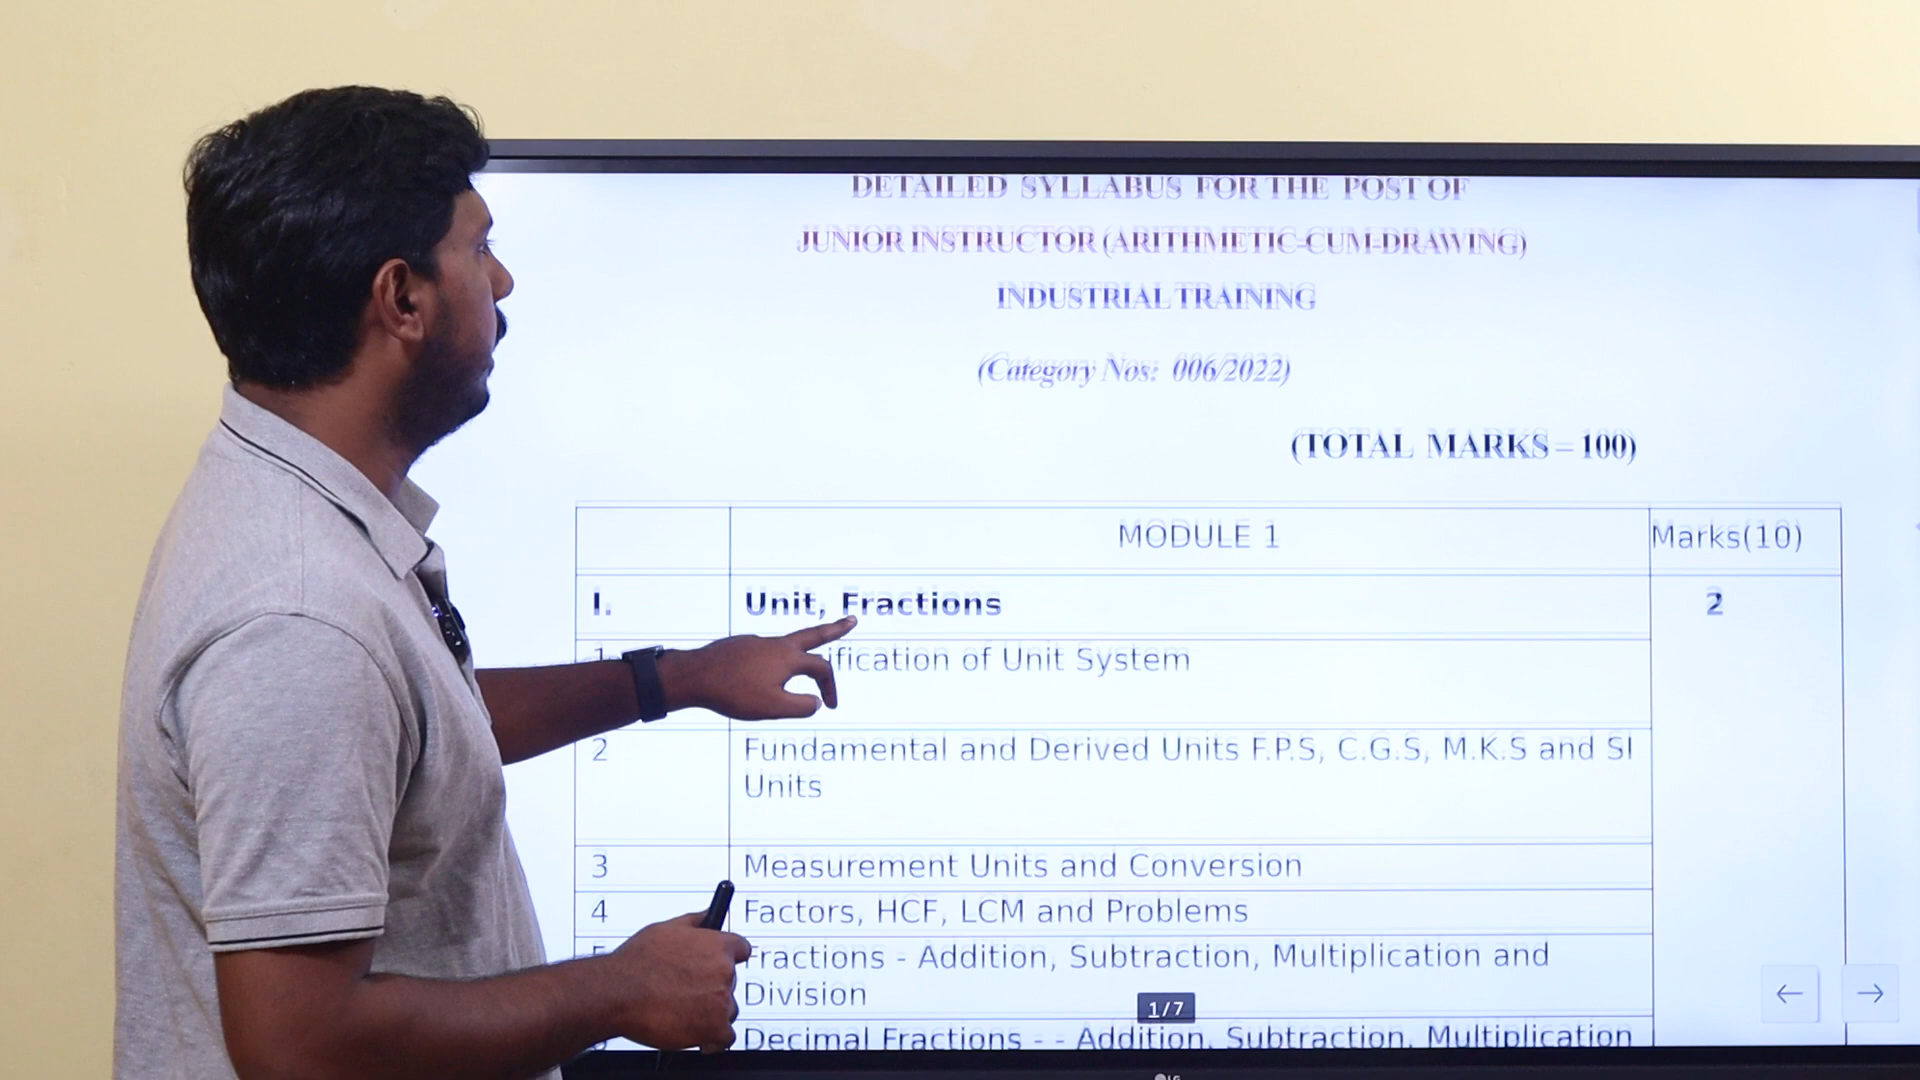 DETAILED SYLLABUS FOR THE POST OF
JUNIOR INSTRUCTOR (ARITHMETIC-CUM-DRAWING)
INDUSTRIAL TRAINING
(Category Nos: 006/2022)
(TOTAL MARKS – 100)
MODULE 1 Marks(10)
I. Unit, Fractions 2
1 ification of Unit System
2 Fundamental and Derived Units F.P.S, C.G.S, M.K.S and SI
Units
3 Measurement Units and Conversion
4 Factors, HCF, LCM and Problems
5 Fractions - Addition, Subtraction, Multiplication and
Division
1/7
Decimal Fractions - - Addition, Subtraction, Multiplication
LG